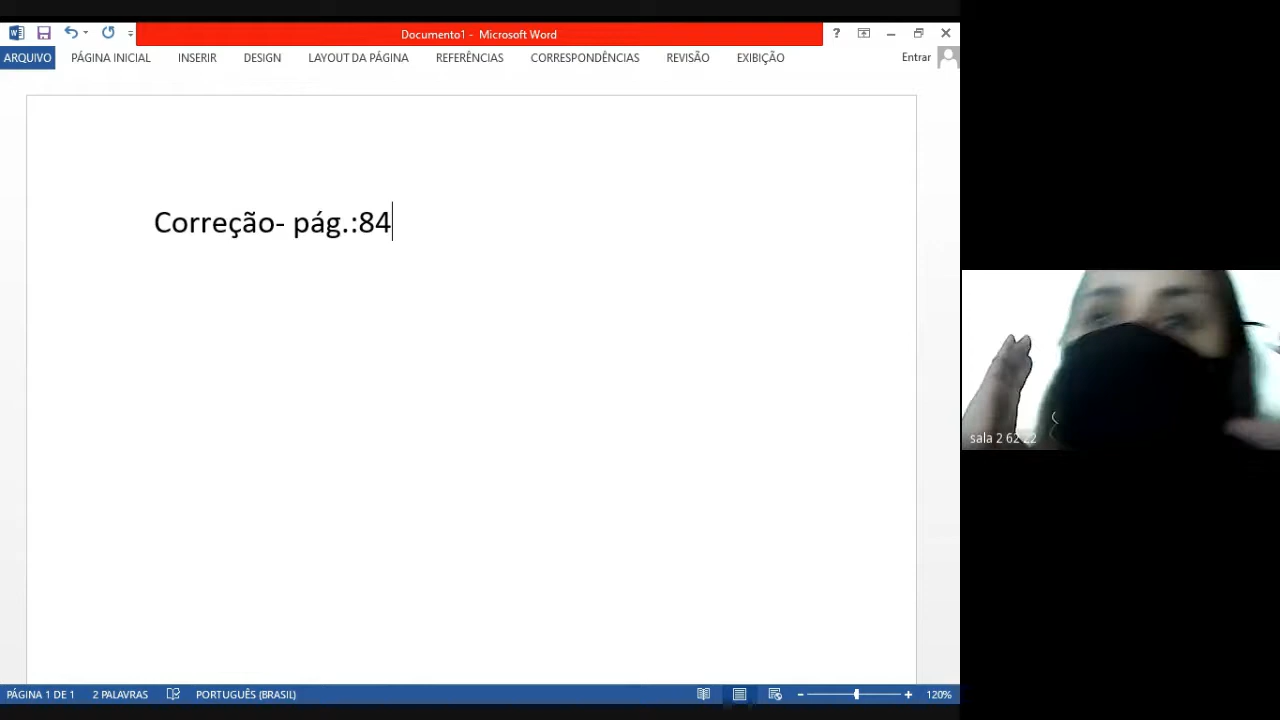 Documento1 - Microsoft Word
?
ARQUIVO PÁGINA INICIAL INSERIR DESIGN LAYOUT DA PÁGINA REFERÊNCIAS CORRESPONDÊNCIAS REVISÃO EXIBIÇÃO Entrar
Correção- pág.:84
sala 2 62 22
PÁGINA 1 DE 1 2 PALAVRAS PORTUGUÊS (BRASIL) 120%